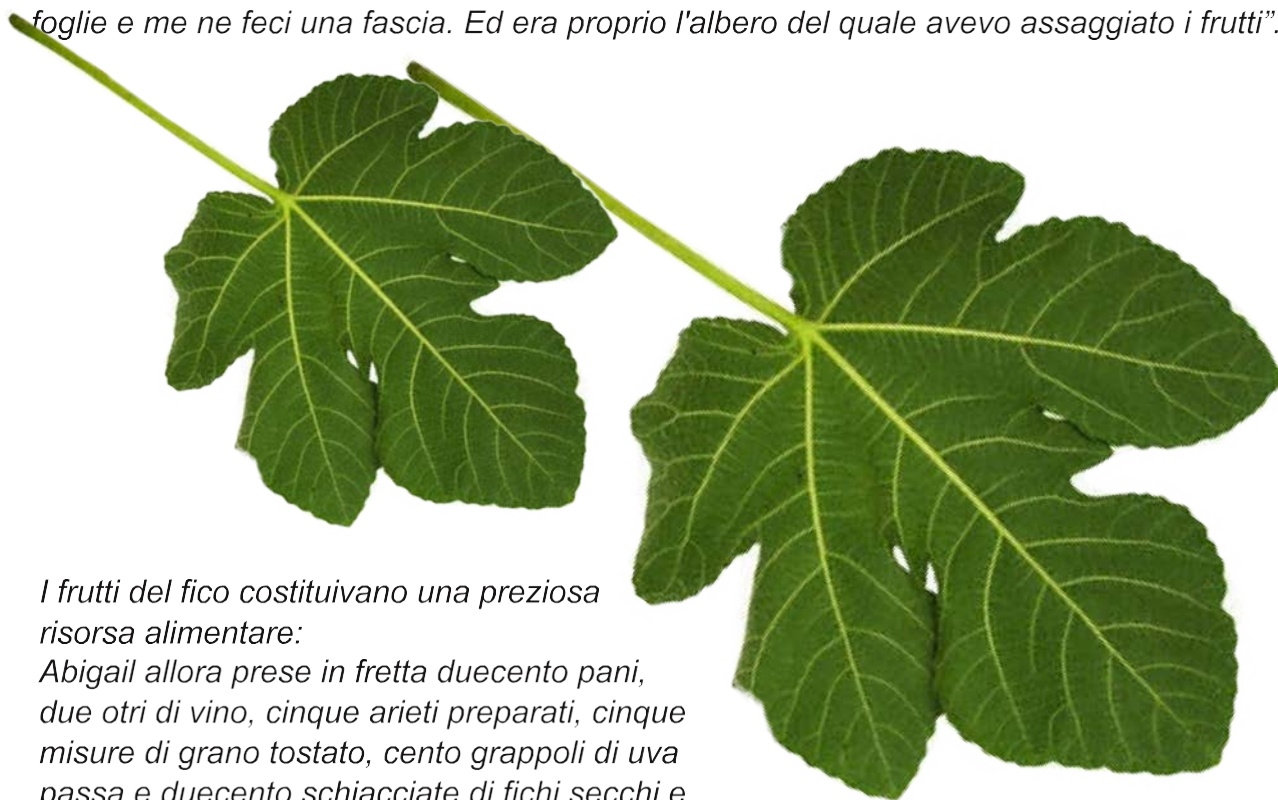 foglie e me ne feci una fascia. Ed era proprio l'albero del quale avevo assaggiato i frutti”.
I frutti del fico costituivano una preziosa
risorsa alimentare:
Abigail allora prese in fretta duecento pani,
due otri di vino, cinque arieti preparati, cinque
misure di grano tostato, cento grappoli di uva
passa e duecento schiacciate di fichi secchi e